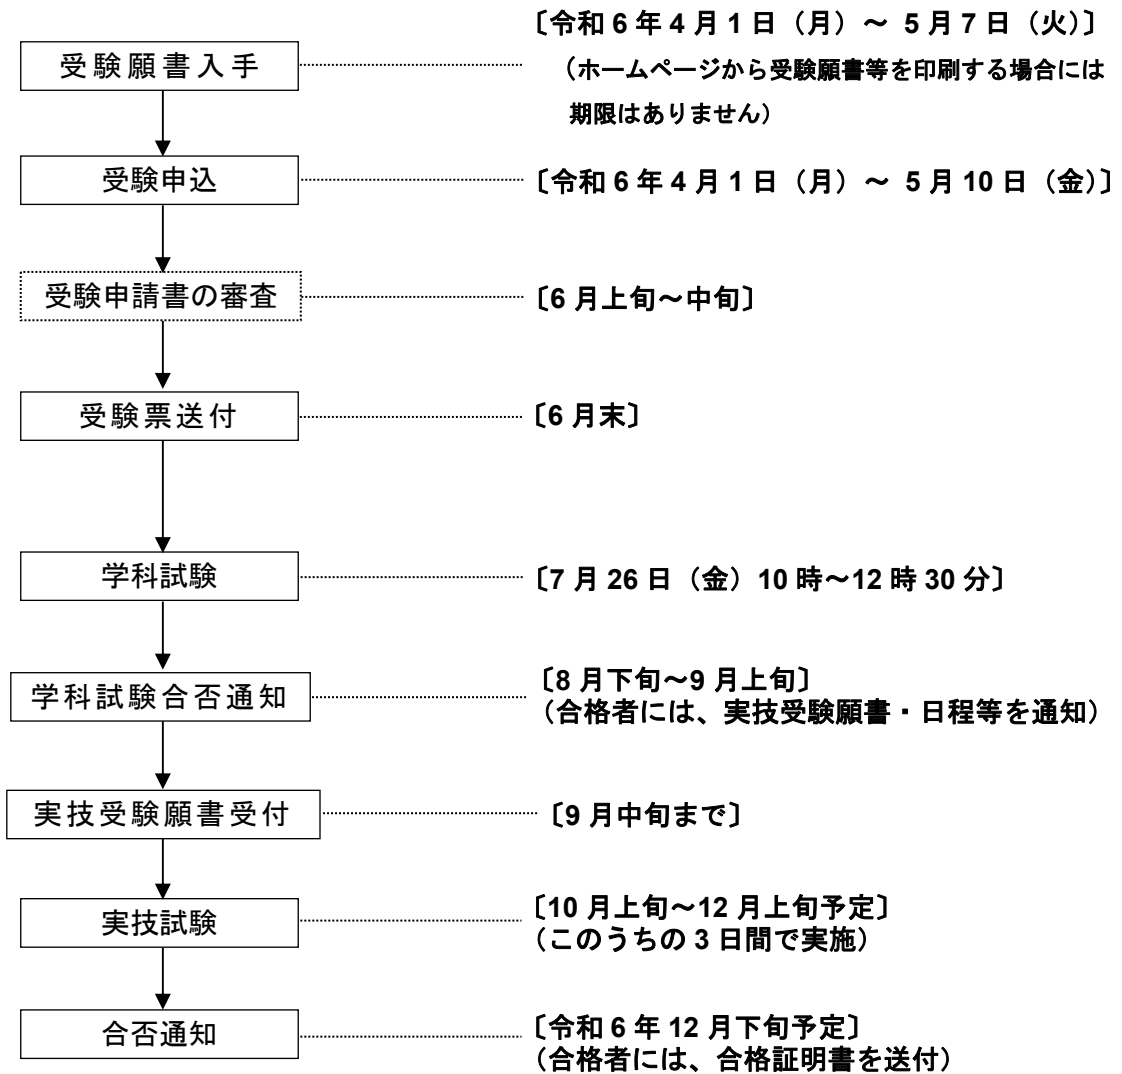 〔令和 6 年 4 月 1 日（月）～ 5 月 7 日（火）〕
受験願書入手
（ホームページから受験願書等を印刷する場合には
期限はありません）
受験申込
〔令和 6 年 4 月 1 日（月）～ 5 月 10 日（金）〕
受験申請書の審査
〔6 月上旬～中旬〕
受験票送付
〔6 月末〕
学科試験
〔7 月 26 日（金）10 時～12 時 30 分〕
学科試験合否通知
〔8 月下旬～9 月上旬〕
（合格者には、実技受験願書・日程等を通知）
実技受験願書受付
〔9 月中旬まで〕
実技試験
〔10 月上旬～12 月上旬予定〕
（このうちの 3 日間で実施）
合否通知
〔令和 6 年 12 月下旬予定〕
（合格者には、合格証明書を送付）